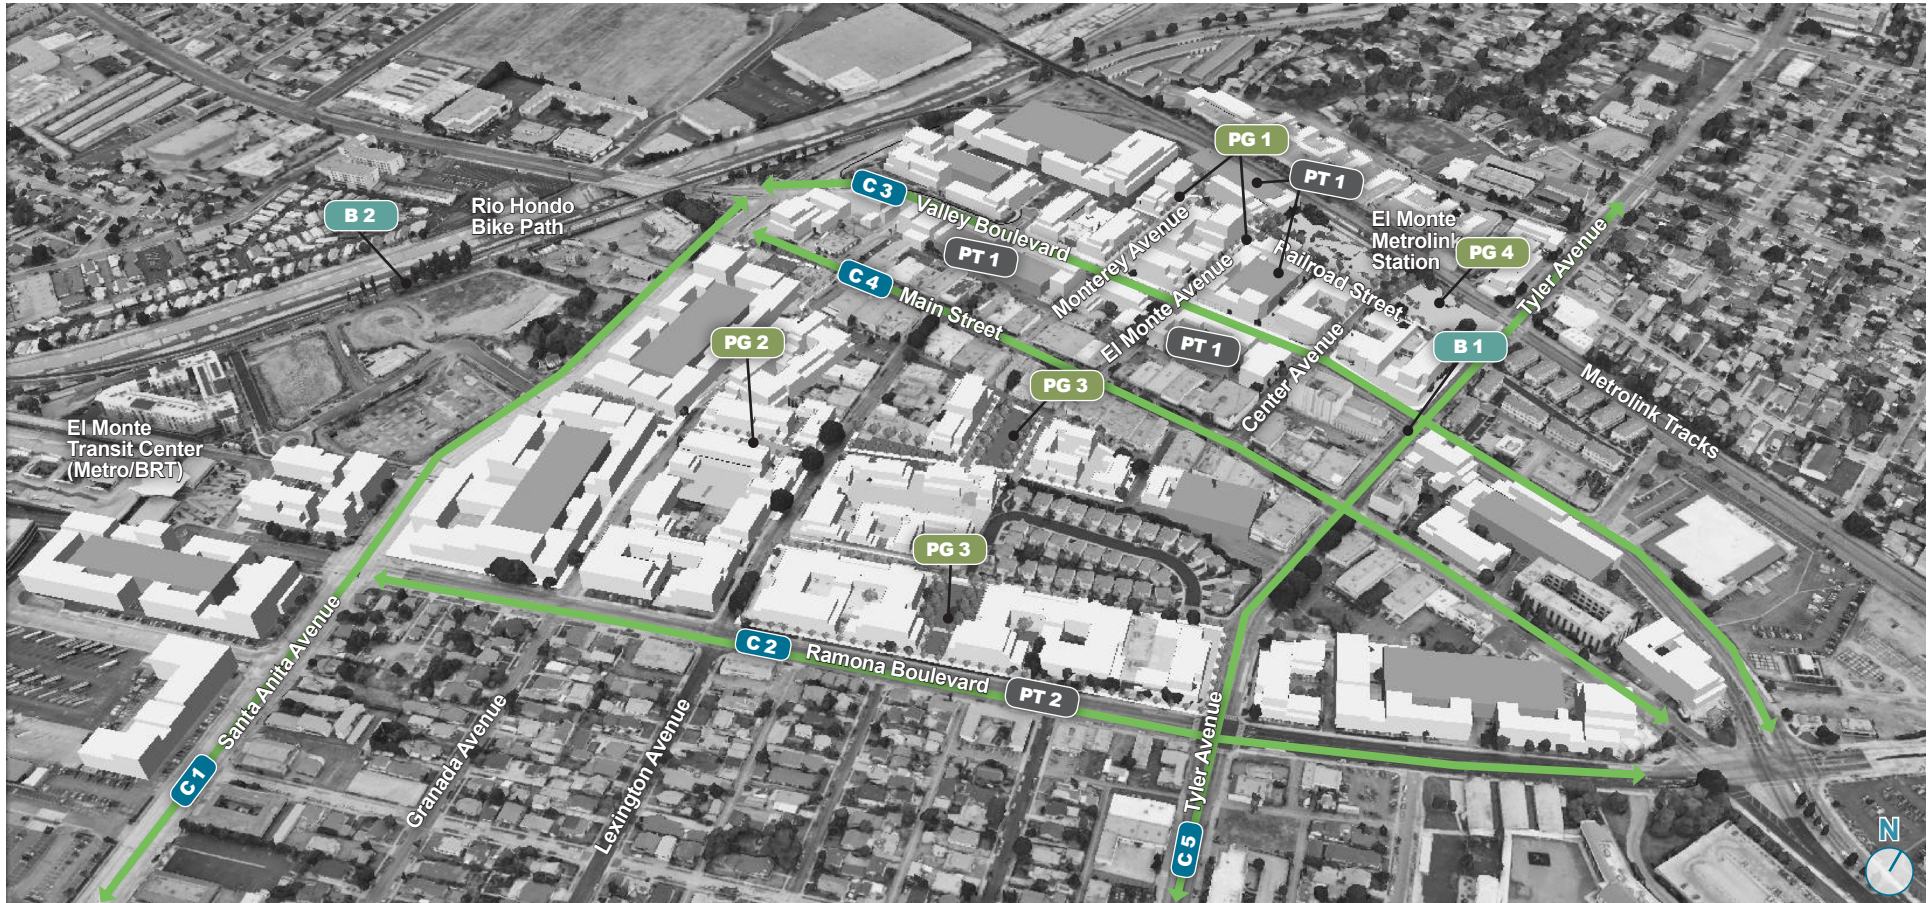 PG 1
PT 1
C 3
B 2
Rio Hondo
Bike Path
Valley Boulevard
Monterey Avenue
El Monte
Metrolink
Station
PG 4
PT 1
C 4
Main Street
El Monte Avenue
Railroad Street
Tyler Avenue
PG 2
PT 1
B 1
PG 3
Center Avenue
Metrolink Tracks
El Monte
Transit Center
(Metro/BRT)
PG 3
Santa Anita Avenue
C 2
Ramona Boulevard
PT 2
Granada Avenue
Lexington Avenue
Tyler Avenue
C 1
C 5
N